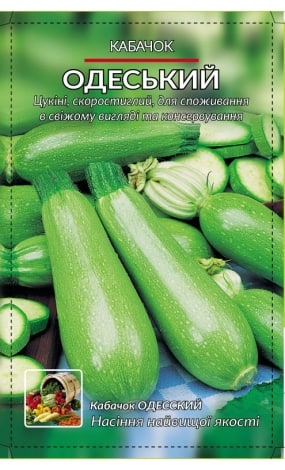 КАБАЧОК
ОДЕСЬКИЙ
Цукіні, скоростиглий, для споживання
в свіжому вигляді та консервування
Кабачок ОДЕССКИЙ
Насіння найвищої якості